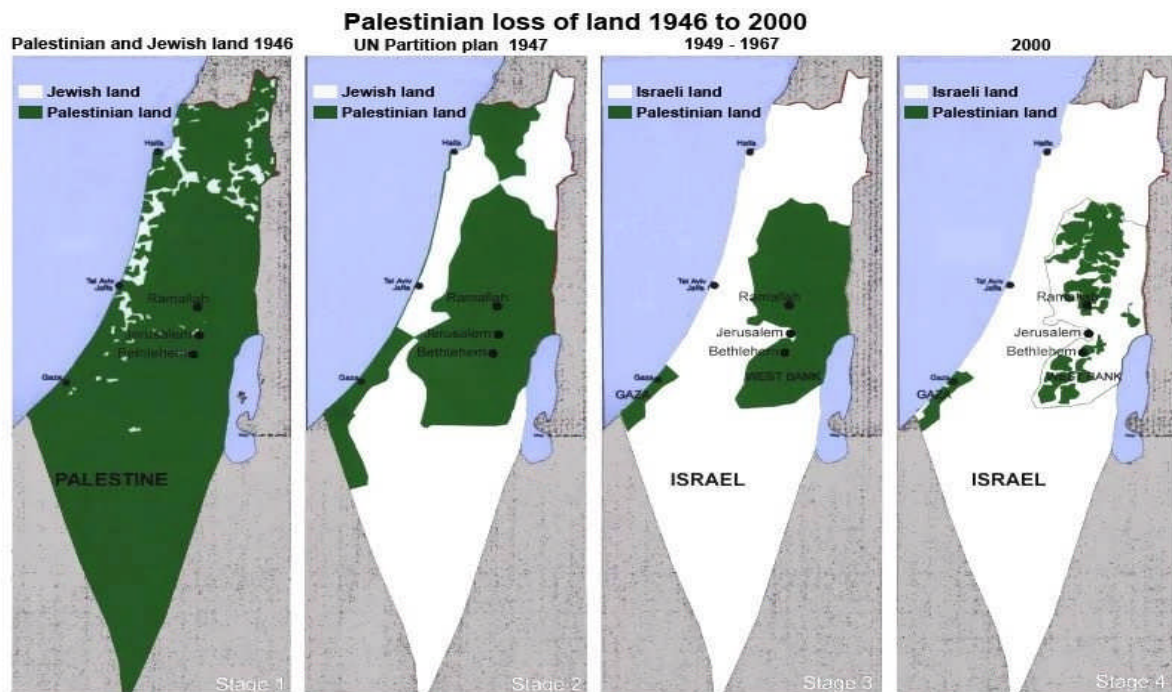 Palestinian loss of land 1946 to 2000
Palestinian and Jewish land 1946
Jewish land
Palestinian land
Haifa
Tel Aviv
Jaffa
Ramallah
Jerusalem
Bethlehem
Gaza
PALESTINE
Stage 1
UN Partition plan 1947
Jewish land
Palestinian land
Haifa
Tel Aviv
Jaffa
Ramallah
Jerusalem
Bethlehem
Gaza
Stage 2
1949 - 1967
Israeli land
Palestinian land
Haifa
Tel Aviv
Jaffa
Ramallah
Jerusalem
Bethlehem
WEST BANK
Gaza
GAZA
ISRAEL
Stage 3
2000
Israeli land
Palestinian land
Haifa
Tel Aviv
Jaffa
Ramallah
Jerusalem
Bethlehem
WEST BANK
Gaza
GAZA
ISRAEL
Stage 4